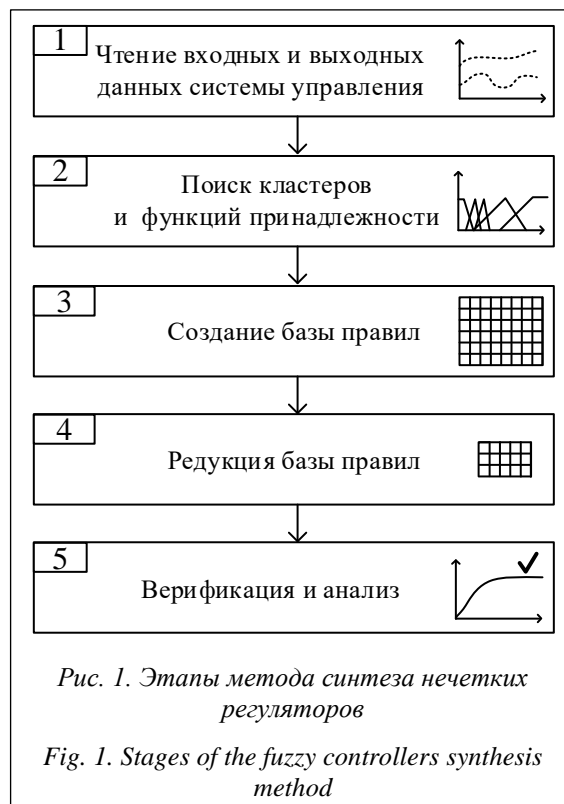 1
Чтение входных и выходных
данных системы управления
2
Поиск кластеров
и функций принадлежности
3
Создание базы правил
4
Редукция базы правил
5
Верификация и анализ
Рис. 1. Этапы метода синтеза нечетких
регуляторов
Fig. 1. Stages of the fuzzy controllers synthesis
method